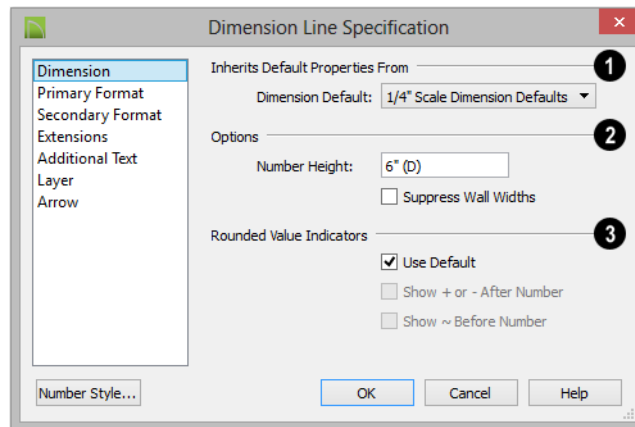 Dimension Line Specification
×
Dimension
Primary Format
Secondary Format
Extensions
Additional Text
Layer
Arrow
Inherits Default Properties From
1
Dimension Default: 1/4" Scale Dimension Defaults
Options
2
Number Height: 6" (D)
Suppress Wall Widths
Rounded Value Indicators
3
Use Default
Show + or - After Number
Show ~ Before Number
Number Style...
OK
Cancel
Help